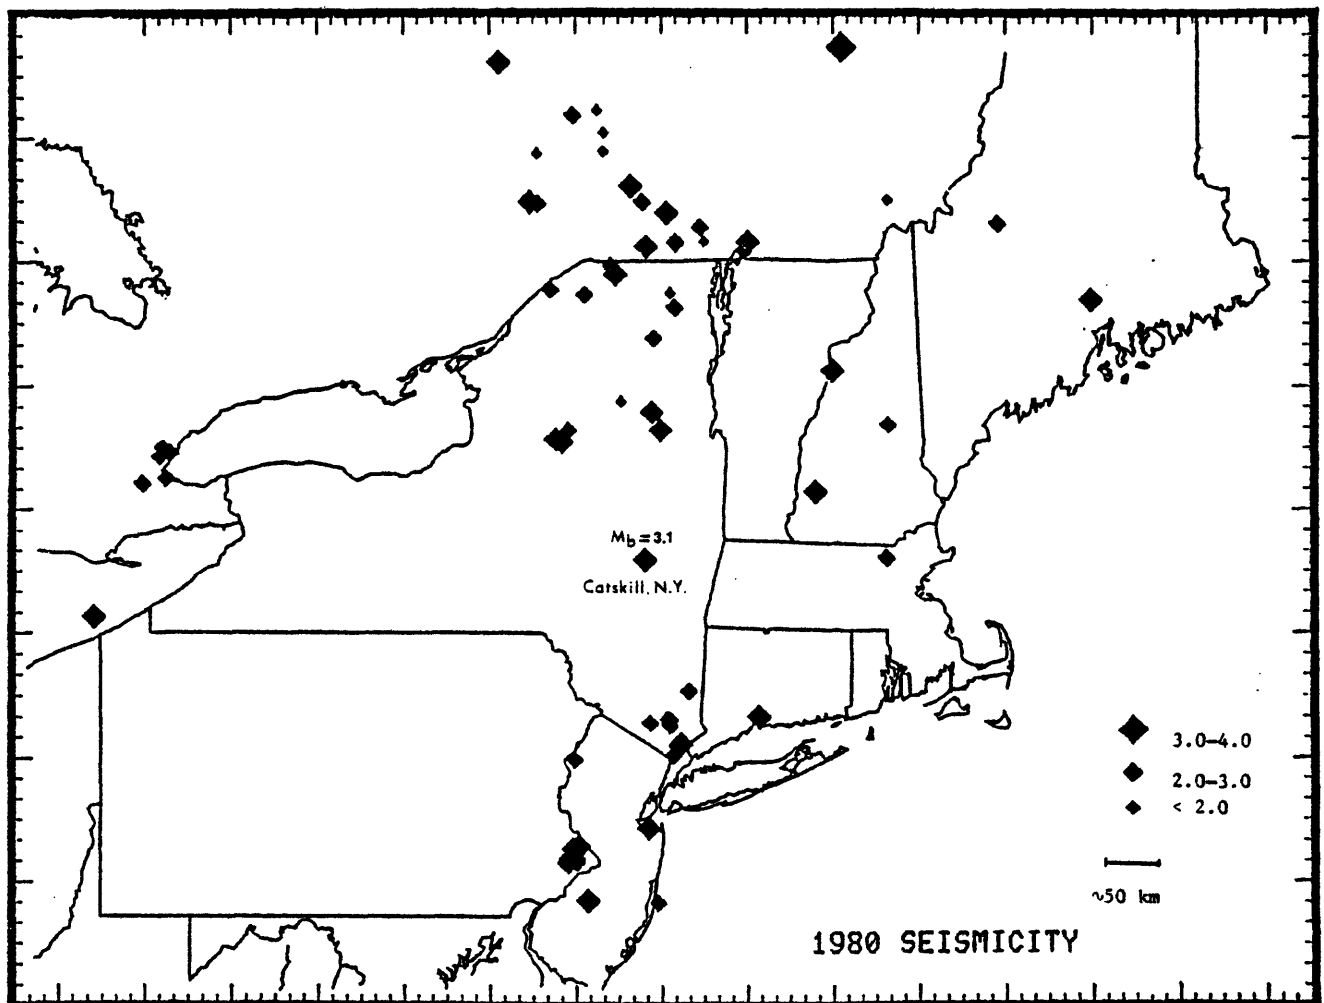 Mb=3.1
Catskill, N.Y.
3.0-4.0
2.0-3.0
< 2.0
~50 km
1980 SEISMICITY